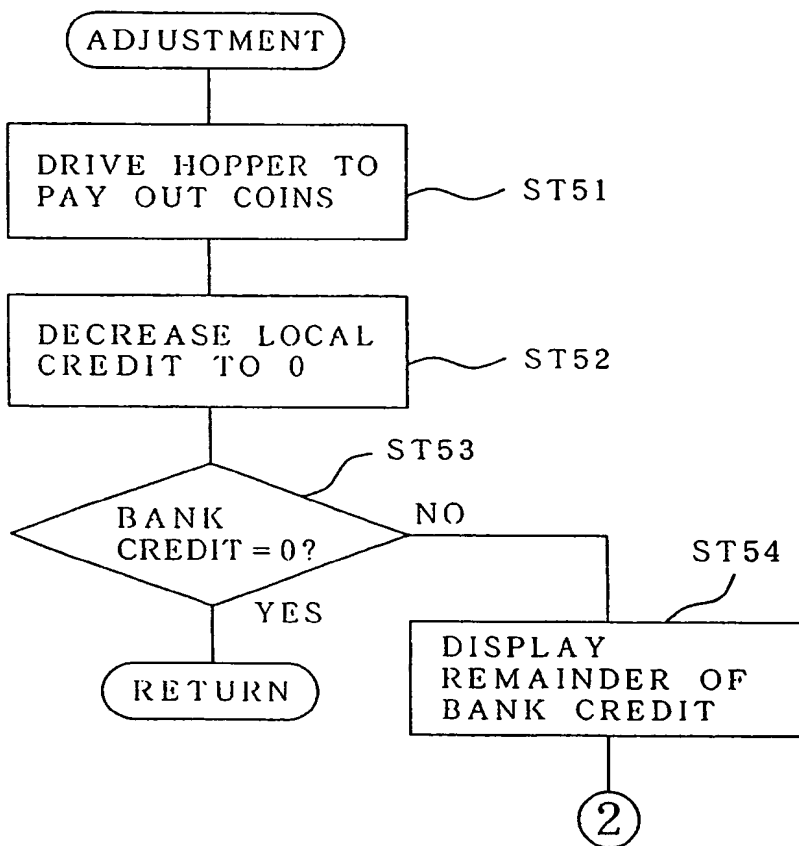 ADJUSTMENT
DRIVE HOPPER TO
PAY OUT COINS
ST51
DECREASE LOCAL
CREDIT TO 0
ST52
ST53
BANK
CREDIT = 0?
NO
YES
RETURN
ST54
DISPLAY
REMAINDER OF
BANK CREDIT
2